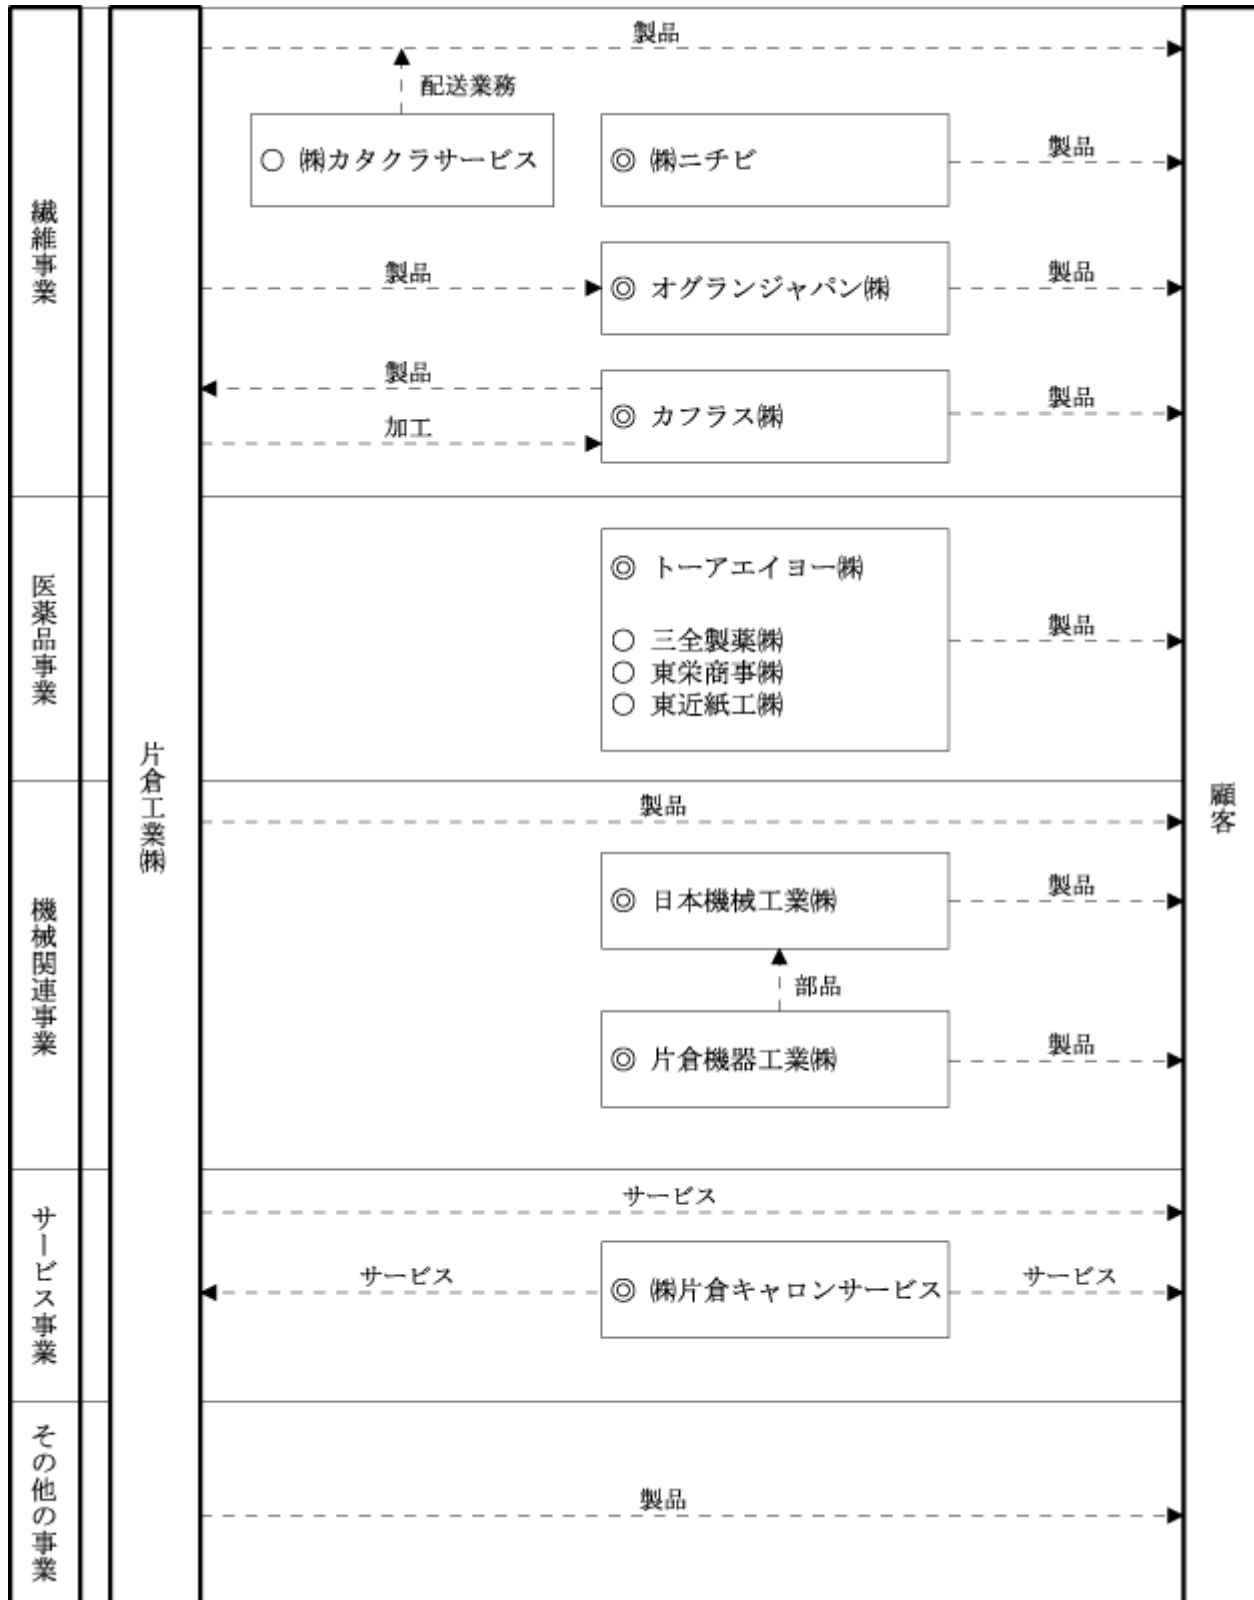 繊維事業
片倉工業㈱
顧客
製品
配送業務
○ ㈱カタクラサービス
◎ ㈱ニチビ
製品
製品
◎ オグランジャパン㈱
製品
製品
加工
◎ カフラス㈱
製品
医薬品事業
◎ トーアエイヨー㈱
○ 三全製薬㈱
○ 東栄商事㈱
○ 東近紙工㈱
製品
機械関連事業
製品
◎ 日本機械工業㈱
製品
部品
◎ 片倉機器工業㈱
製品
サービス事業
サービス
サービス
◎ ㈱片倉キャロンサービス
サービス
その他の事業
製品